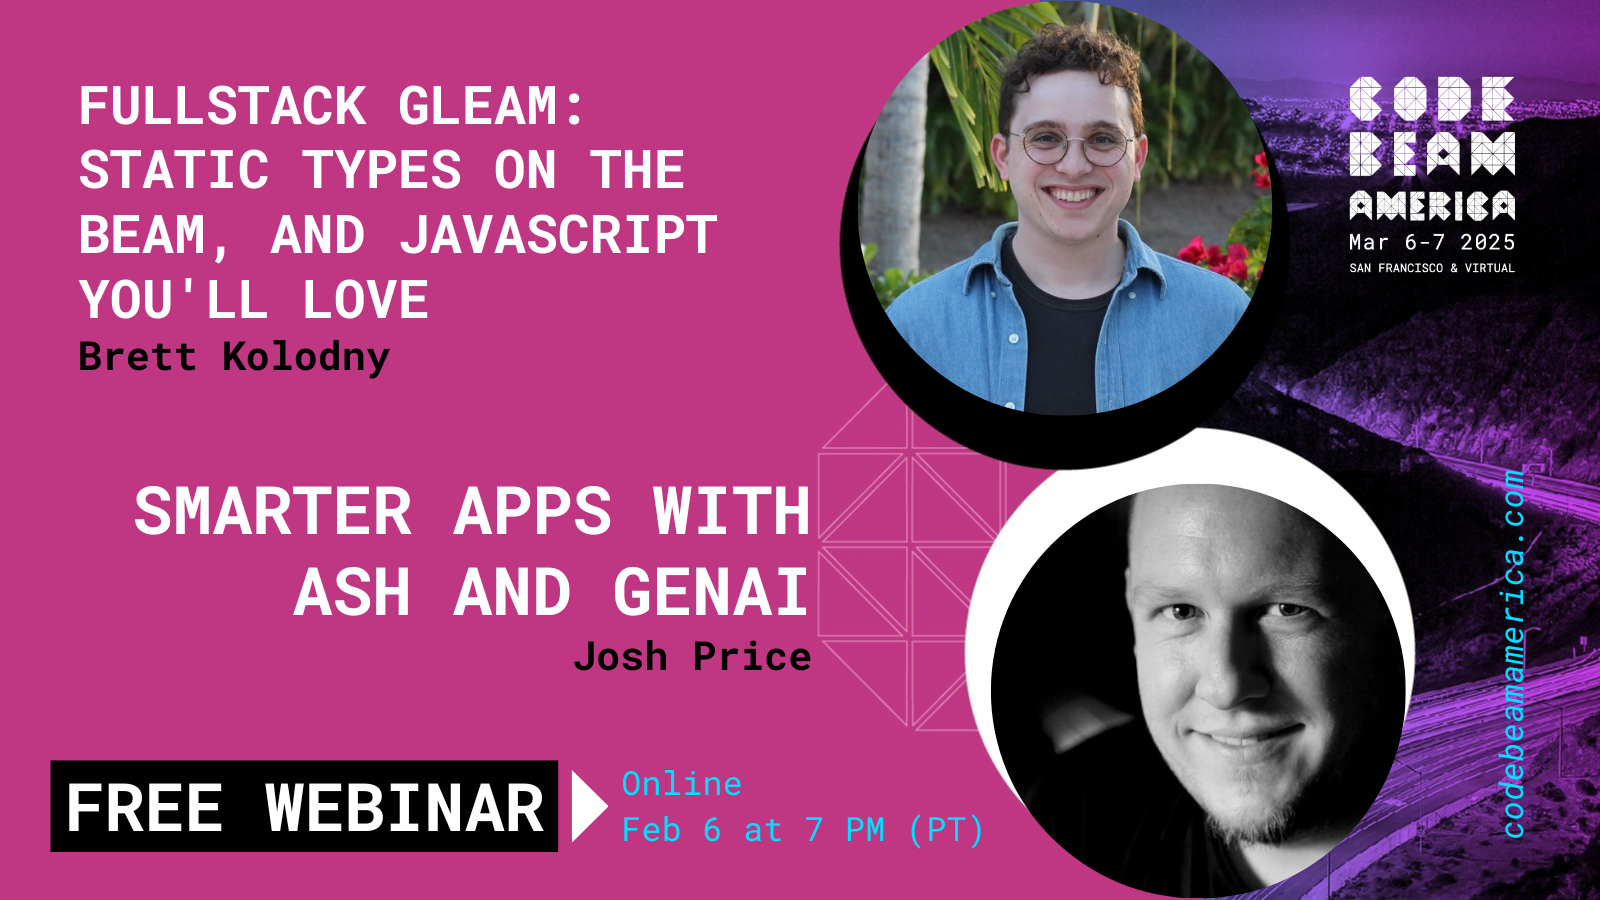 FULLSTACK GLEAM:
STATIC TYPES ON THE
BEAM, AND JAVASCRIPT
YOU'LL LOVE
Brett Kolodny
SMARTER APPS WITH
ASH AND GENAI
Josh Price
FREE WEBINAR
Online
Feb 6 at 7 PM (PT)
CODE
BEAM
AMERICA
Mar 6-7 2025
SAN FRANCISCO & VIRTUAL
codebeamamerica.com